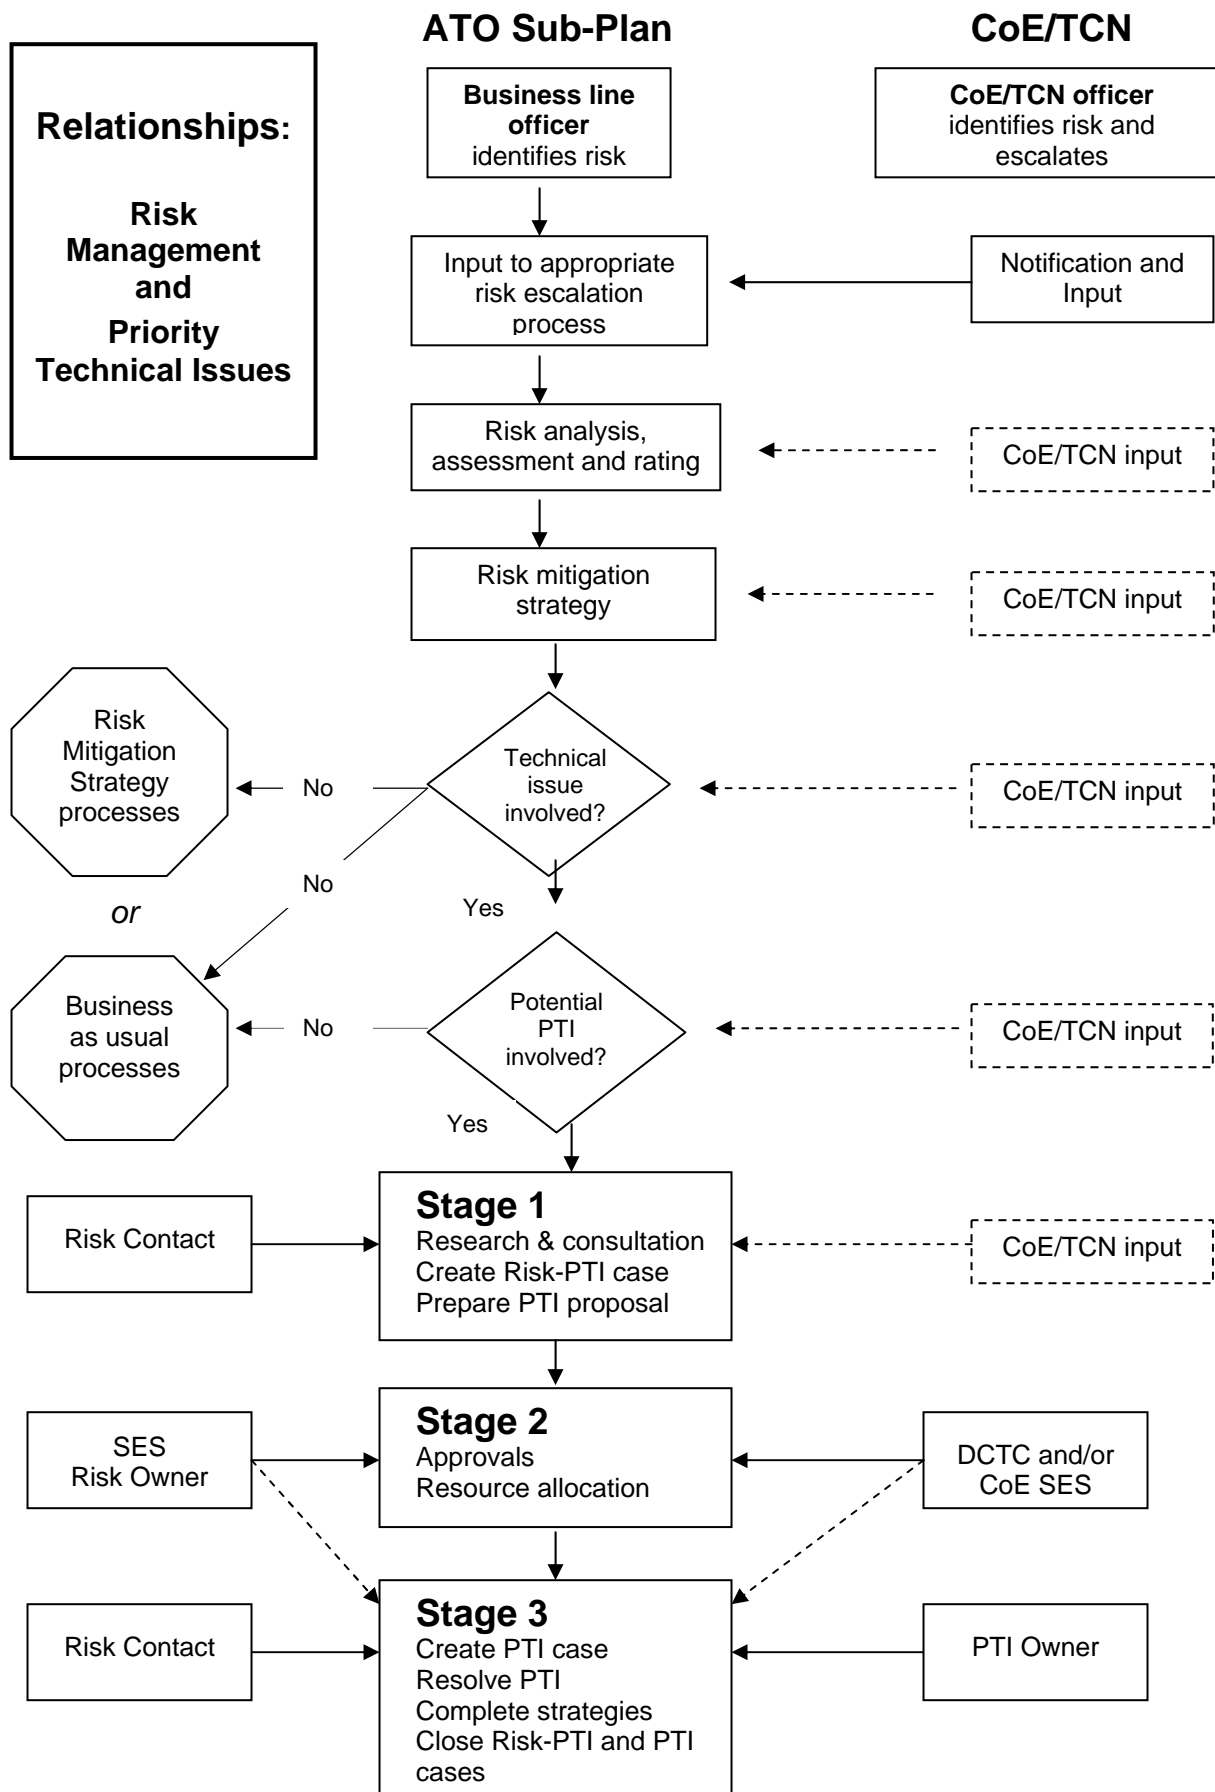 ATO Sub-Plan
CoE/TCN
Relationships:
Risk
Management
and
Priority
Technical Issues
Business line
officer
identifies risk
CoE/TCN officer
identifies risk and
escalates
Input to appropriate
risk escalation
process
Notification and
Input
Risk analysis,
assessment and rating
CoE/TCN input
Risk mitigation
strategy
CoE/TCN input
Risk
Mitigation
Strategy
processes
No
Technical
issue
involved?
CoE/TCN input
No
or
Yes
Business
as usual
processes
No
Potential
PTI
involved?
CoE/TCN input
Yes
Risk Contact
Stage 1
Research & consultation
Create Risk-PTI case
Prepare PTI proposal
CoE/TCN input
SES
Risk Owner
Stage 2
Approvals
Resource allocation
DCTC and/or
CoE SES
Risk Contact
Stage 3
Create PTI case
Resolve PTI
Complete strategies
Close Risk-PTI and PTI
cases
PTI Owner